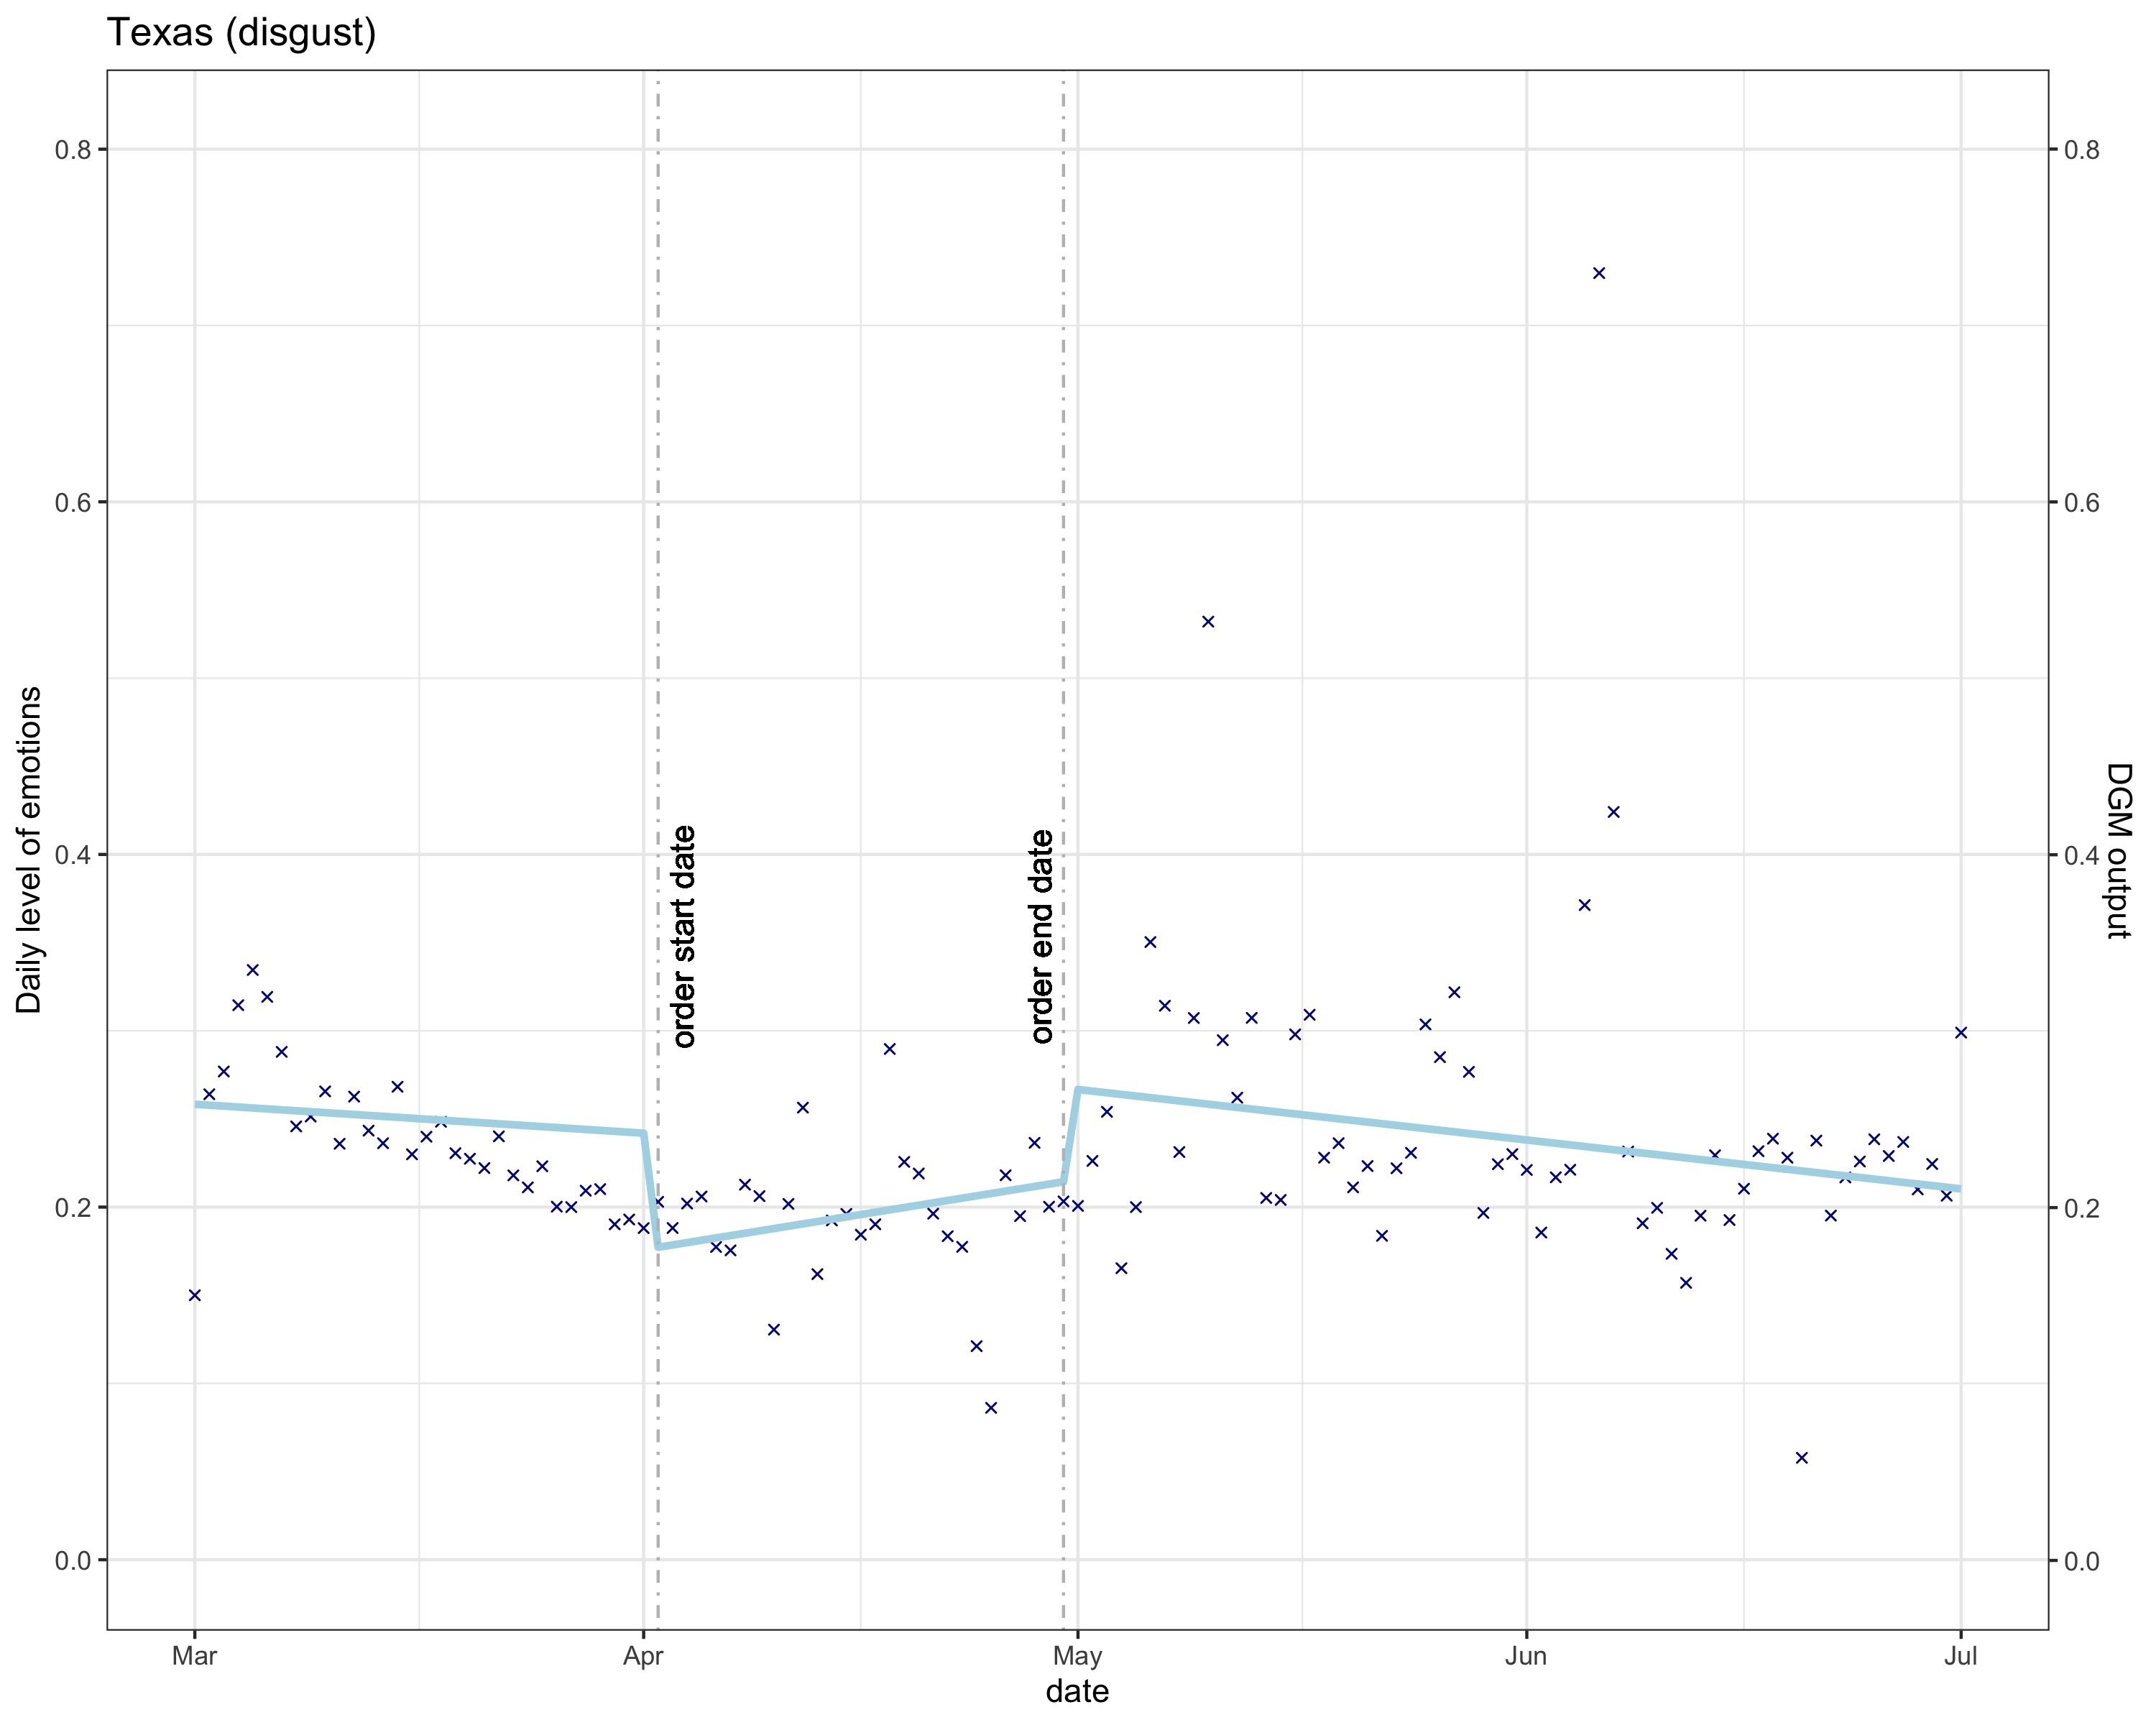 Texas (disgust)
0.8
0.6
0.4
0.2
0.0
Daily level of emotions
order start date
order end date
0.8
0.6
0.4
0.2
0.0
DGM output
Mar Apr May Jun Jul
date